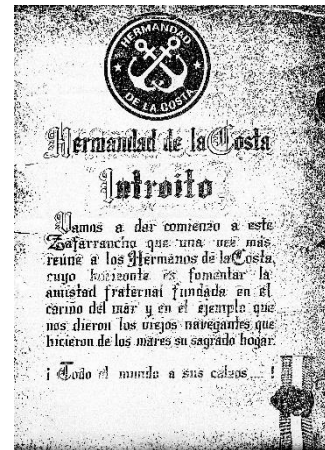 HERMANDAD
DE LA COSTA
Hermandad de la Costa
Introito
Vamos a dar comienzo a este
Zafarrancho que una vez más
reúne a los Hermanos de la Costa,
cuyo horizonte es fomentar la
amistad fraternal fundada en el
cariño del mar y en el ejemplo que
nos dieron los viejos navegantes que
hicieron de los mares su sagrado hogar.
¡ Todo el mundo a sus calzos... !